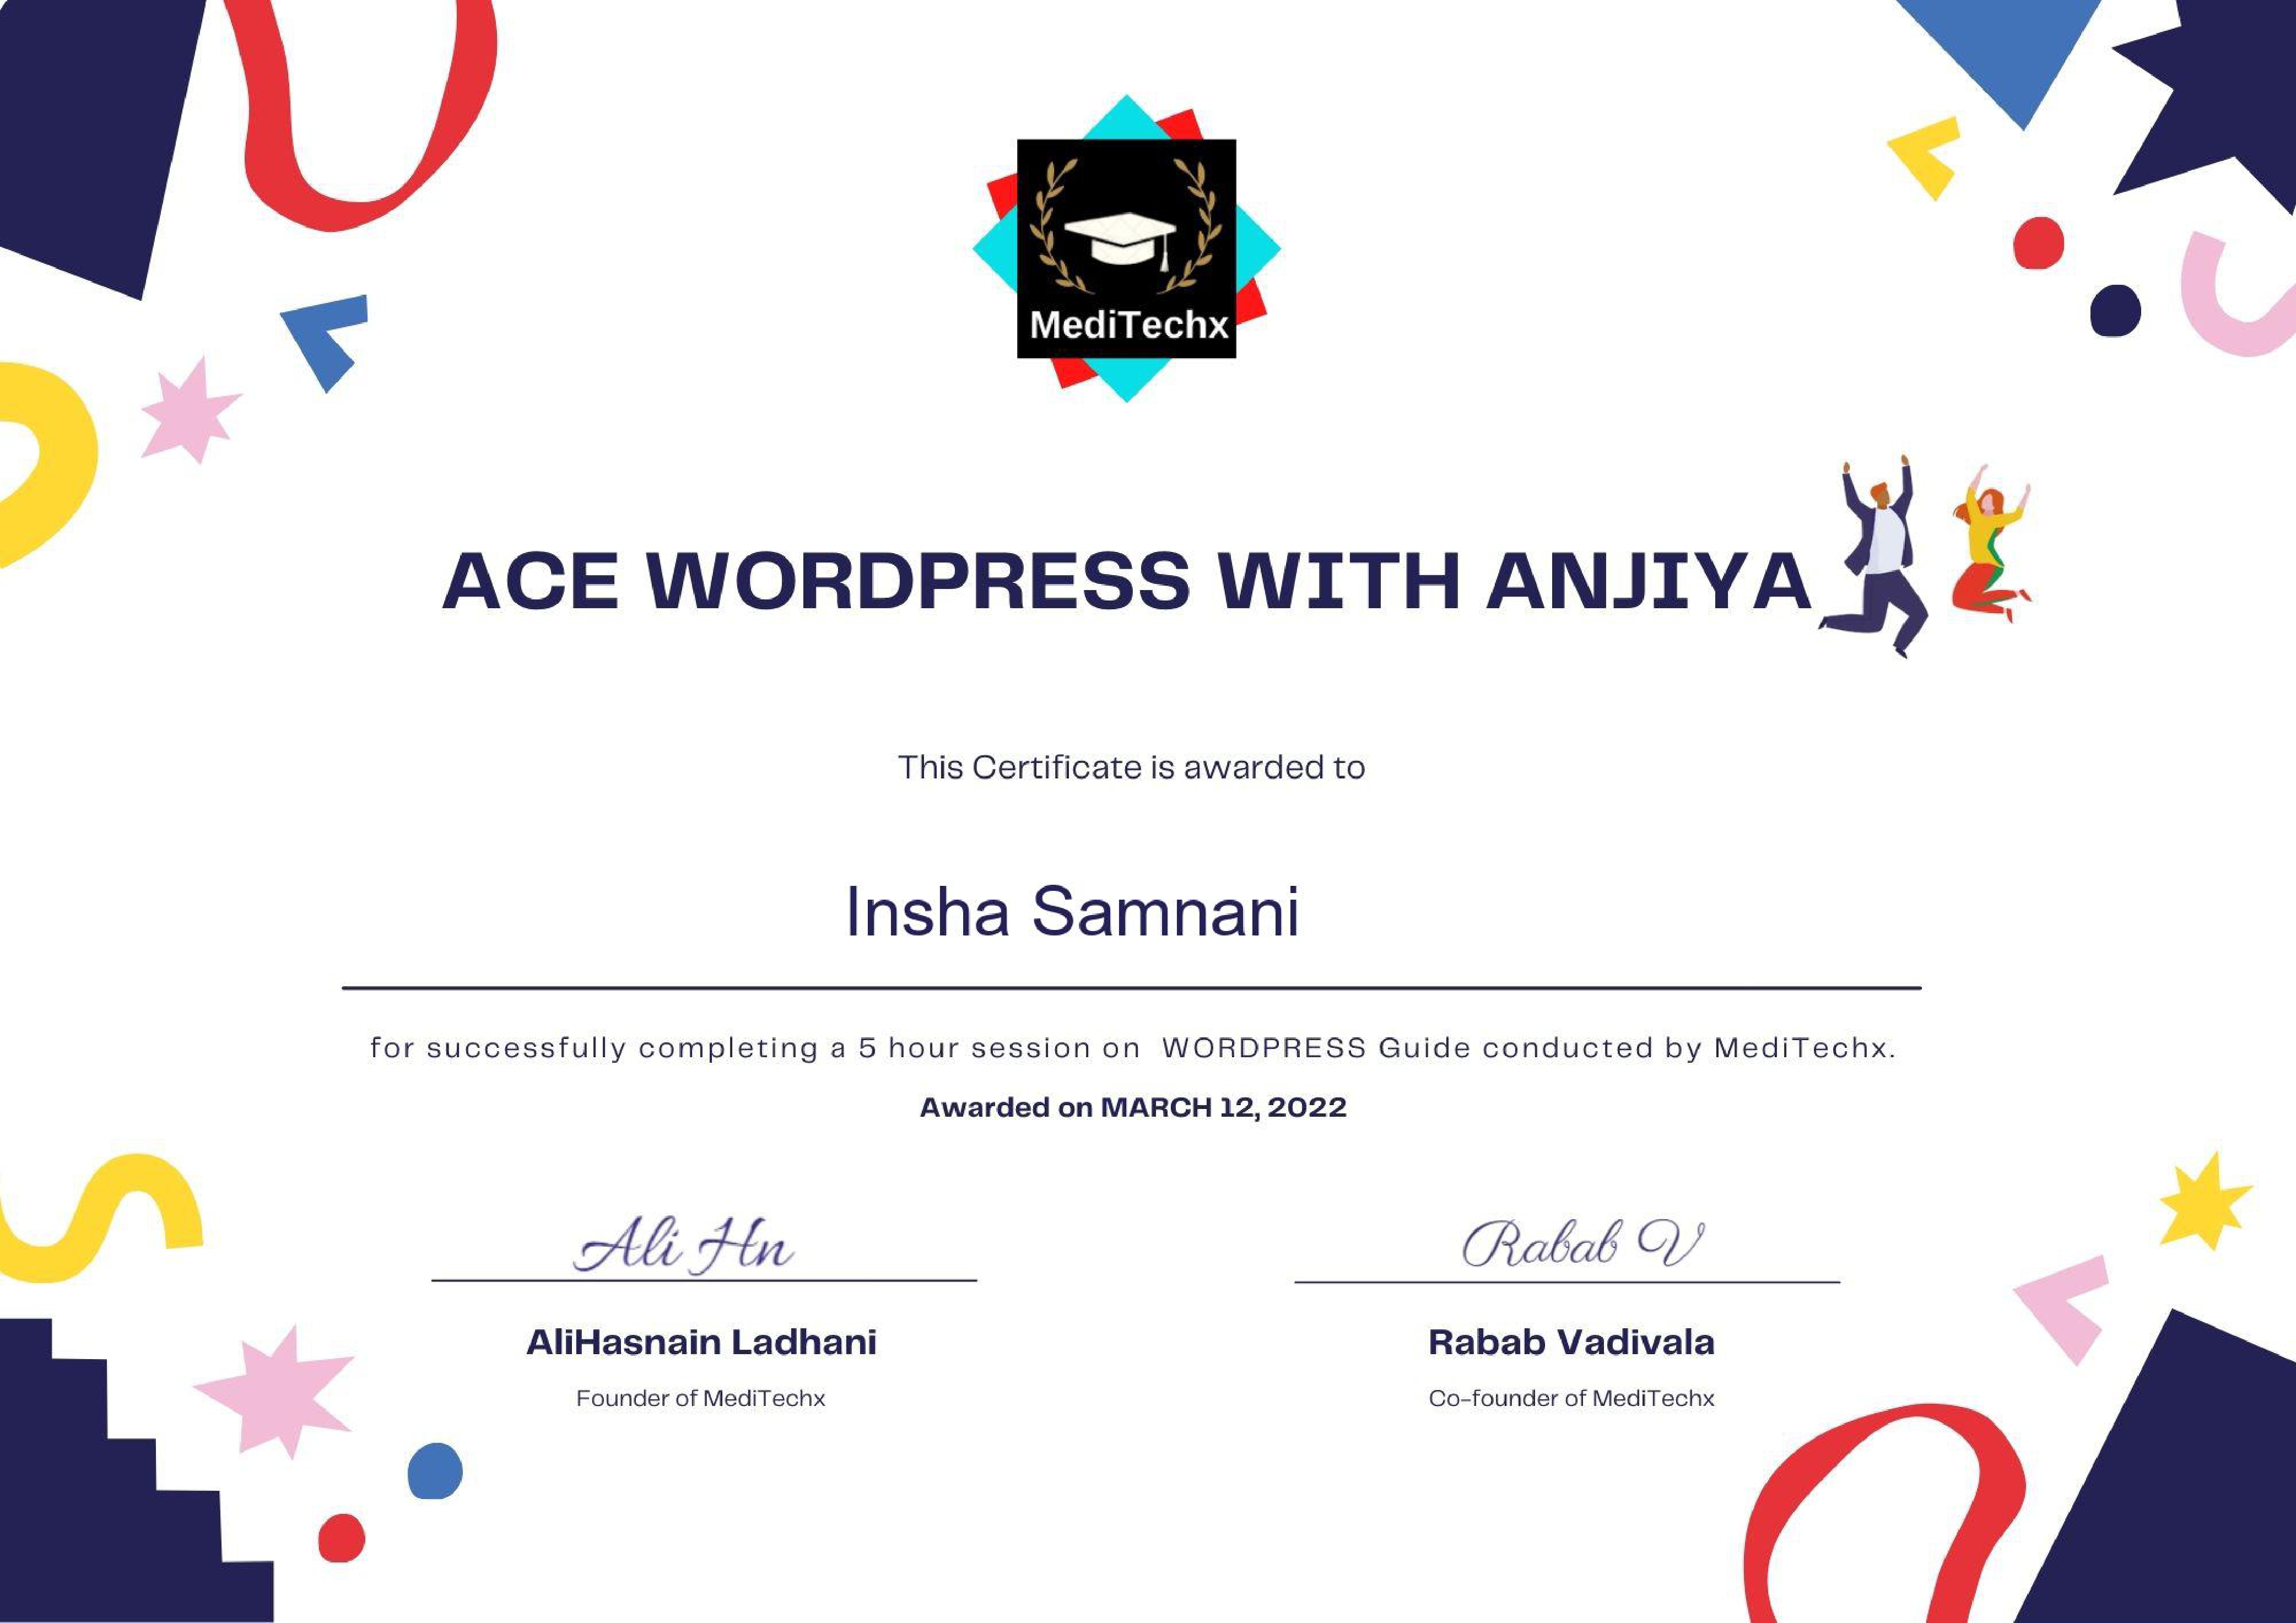 MediTechx
ACE WORDPRESS WITH ANJIYA
This Certificate is awarded to
Insha Samnani
for successfully completing a 5 hour session on  WORDPRESS Guide conducted by MediTechx.
Awarded on MARCH 12, 2022
Ali Hn
Rabab V
AliHasnain Ladhani
Rabab Vadivala
Founder of MediTechx
Co-founder of MediTechx